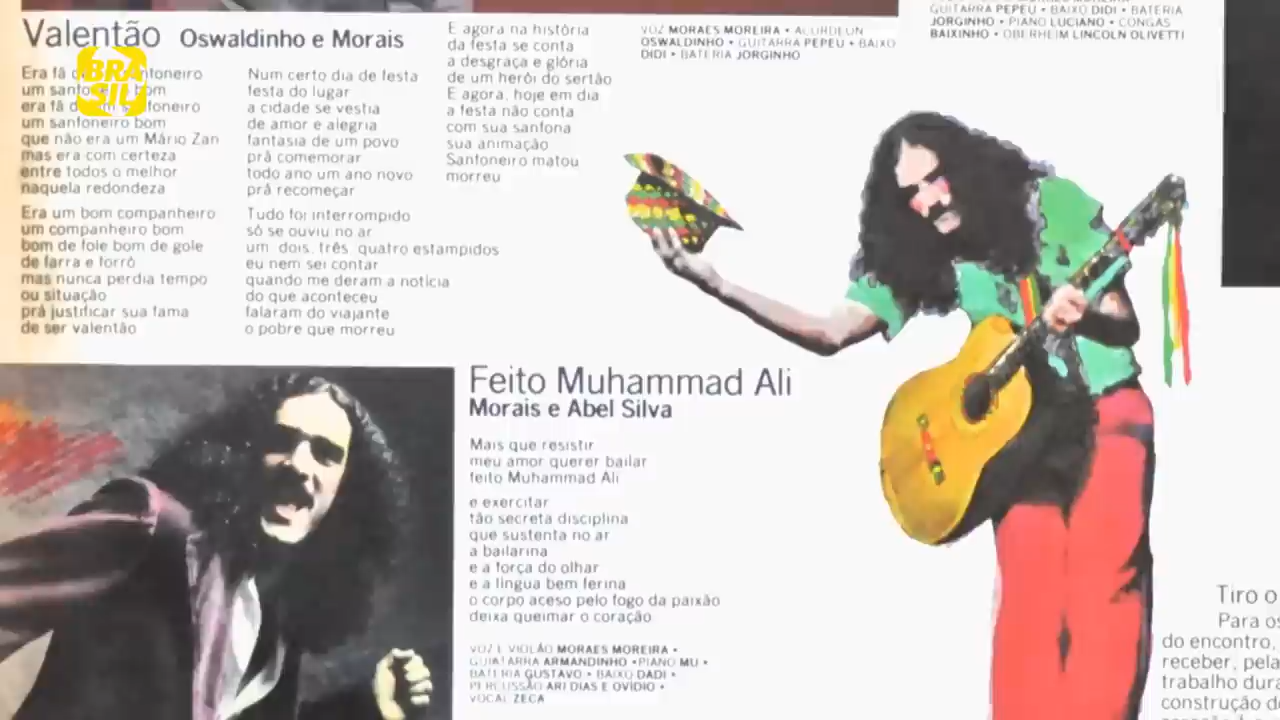 Valentão Oswaldinho e Morais
Era fã do bom sanfoneiro
um sanfoneiro bom
era fã do bom sanfoneiro
um sanfoneiro bom
que não era um Mário Zan
mas era com certeza
entre todos o melhor
naquela redondeza
Era um bom companheiro
um companheiro bom
bom de fole bom de gole
de farra e forró
mas nunca perdia tempo
ou situação
prá justificar sua fama
de ser valentão
Num certo dia de festa
festa do lugar
a cidade se vestia
de amor e alegria
fantasia de um povo
prá comemorar
todo ano um ano novo
prá recomeçar
Tudo foi interrompido
só se ouviu no ar
um, dois, três, quatro estampidos
eu nem sei contar
quando me deram a notícia
do que aconteceu
falaram do viajante
o pobre que morreu
E agora na história
da festa se conta
a desgraça e glória
de um herói do sertão
E agora, hoje em dia
a festa não conta
com sua sanfona
sua animação
Sanfoneiro matou
morreu
VOZ MORAES MOREIRA • ACORDEON
OSWALDINHO • GUITARRA PEPEU • BAIXO
DIDI • BATERIA JORGINHO
GUITARRA PEPEU • BAIXO DIDI • BATERIA
JORGINHO • PIANO LUCIANO • CONGAS
BAIXINHO • OBERHEIM LINCOLN OLIVETTI
BRA
SIL
Feito Muhammad Ali
Morais e Abel Silva
Mais que resistir
meu amor querer bailar
feito Muhammad Ali
e exercitar
tão secreta disciplina
que sustenta no ar
a bailarina
e a força do olhar
e a língua bem ferina
o corpo aceso pelo fogo da paixão
deixa queimar o coração
VOZ E VIOLÃO MORAES MOREIRA •
GUITARRA ARMANDINHO • PIANO MU •
BATERIA GUSTAVO • BAIXO DADI •
PERCUSSÃO ARI DIAS E OVÍDIO •
VOCAL ZECA
Tiro o
Para os
do encontro,
receber, pela
trabalho dura
construção de